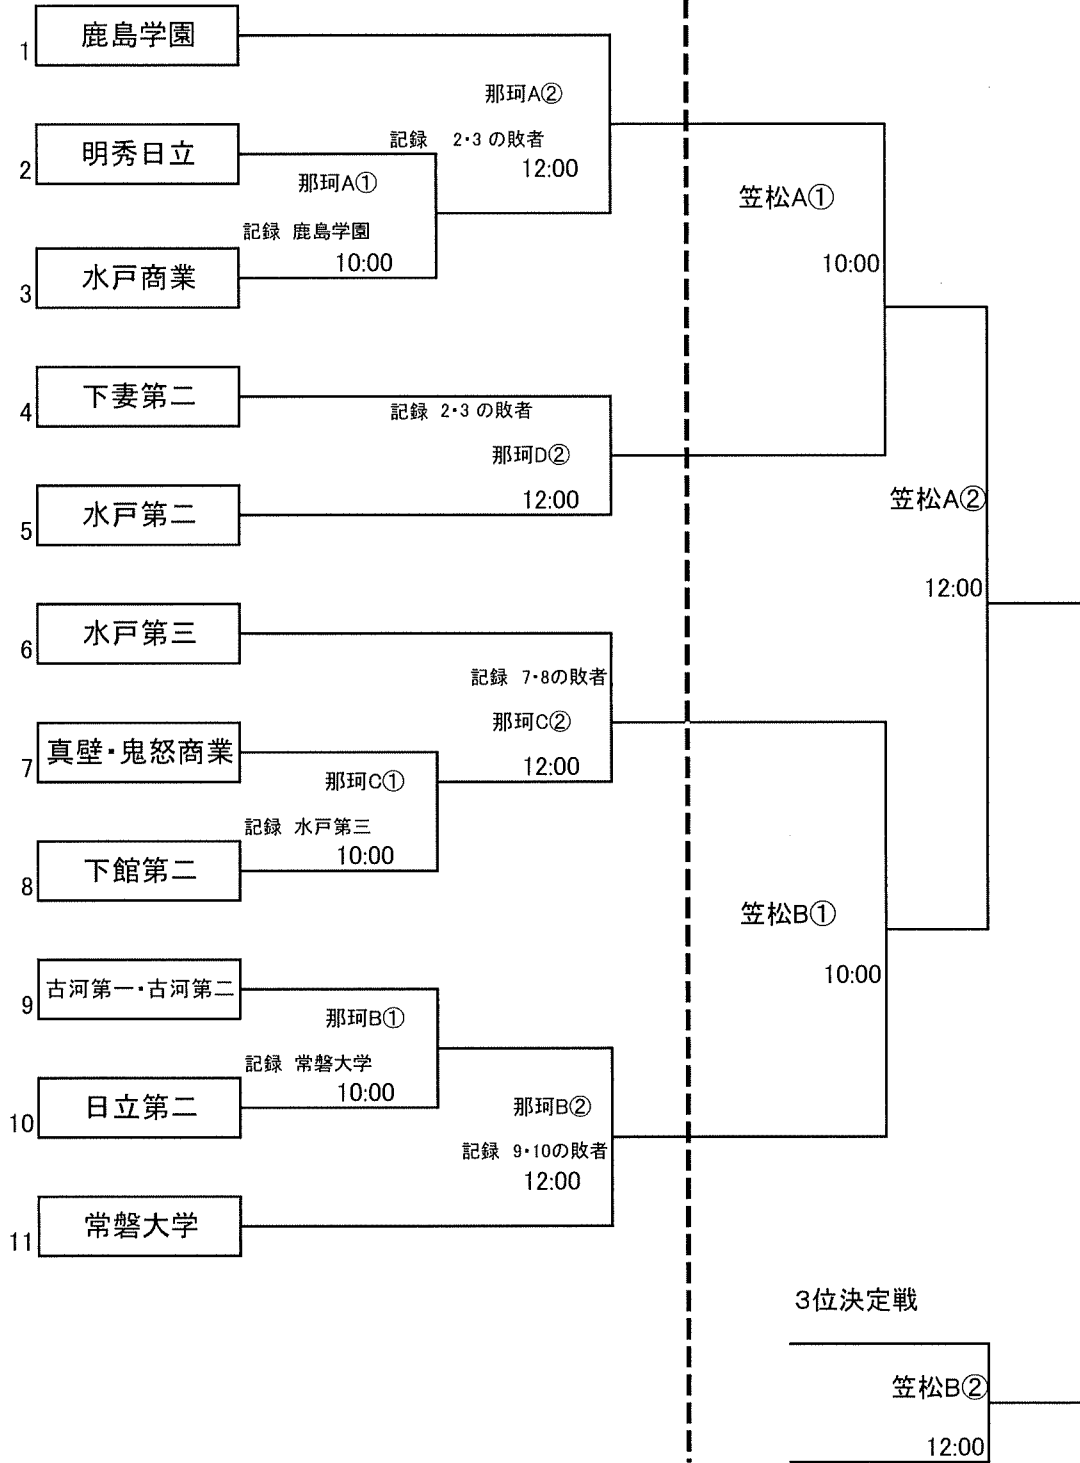 1 鹿島学園
那珂A②
記録 2・3 の敗者
12:00
2 明秀日立
那珂A①
記録 鹿島学園
10:00
3 水戸商業
笠松A①
10:00
4 下妻第二
記録 2・3 の敗者
那珂D②
12:00
5 水戸第二
笠松A②
12:00
6 水戸第三
記録 7・8の敗者
那珂C②
12:00
7 真壁・鬼怒商業
那珂C①
記録 水戸第三
10:00
8 下館第二
笠松B①
10:00
9 古河第一・古河第二
那珂B①
記録 常磐大学
10:00
10 日立第二
那珂B②
記録 9・10の敗者
12:00
11 常磐大学
3位決定戦
笠松B②
12:00